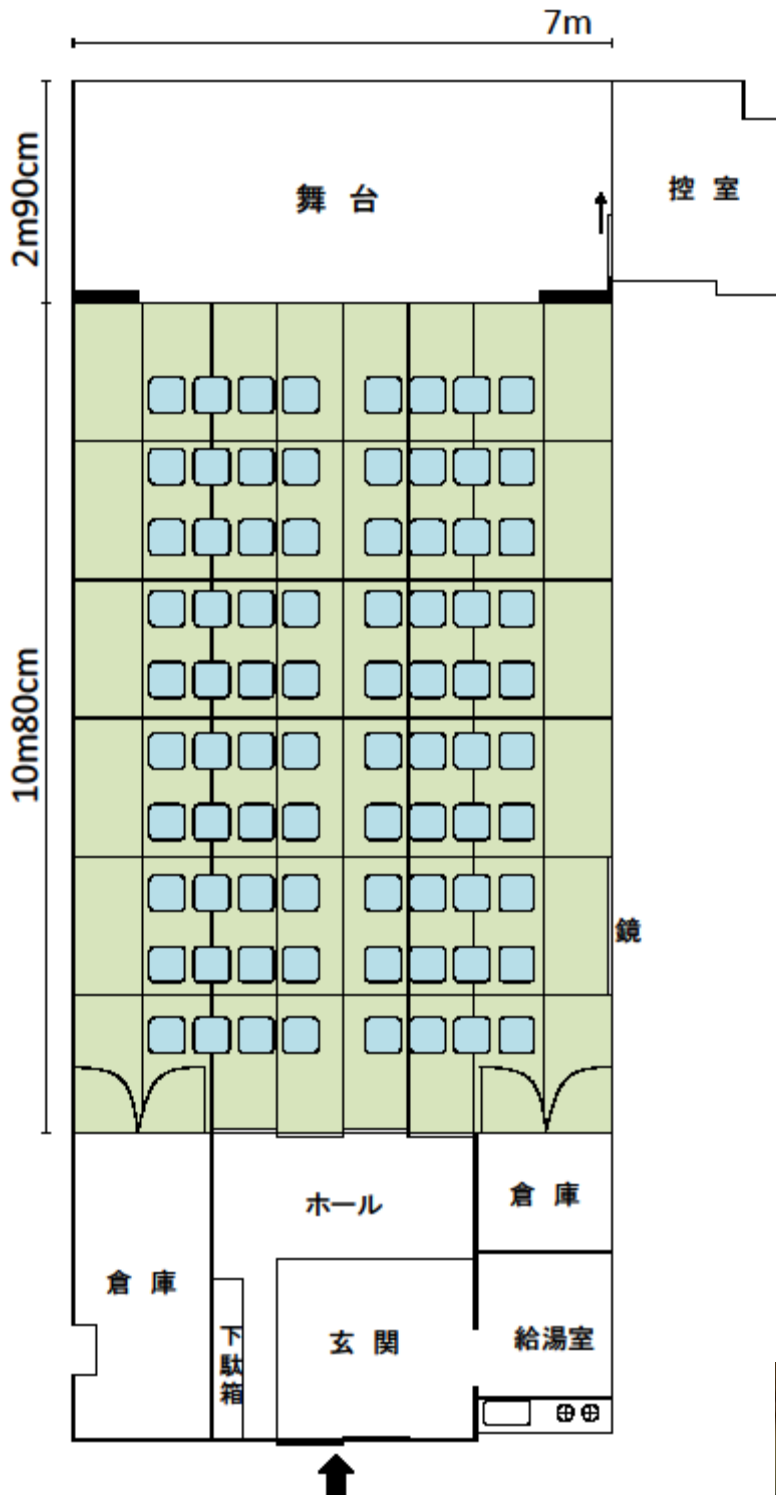 7m
2m90cm
舞 台
控 室
10m80cm
鏡
ホール
倉 庫
倉 庫
下駄箱
玄 関
給湯室